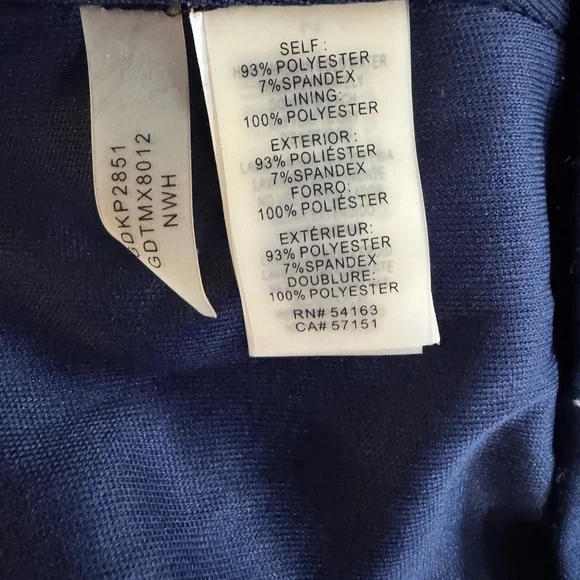 GDKP2851
GDTMX8012
NWH
SELF:
93% POLYESTER
7%SPANDEX
LINING:
100% POLYESTER
EXTERIOR:
93% POLIÉSTER
7%SPANDEX
FORRO:
100% POLIÉSTER
EXTÉRIEUR:
93% POLYESTER
7%SPANDEX
DOUBLURE:
100% POLYESTER
RN# 54163
CA# 57151